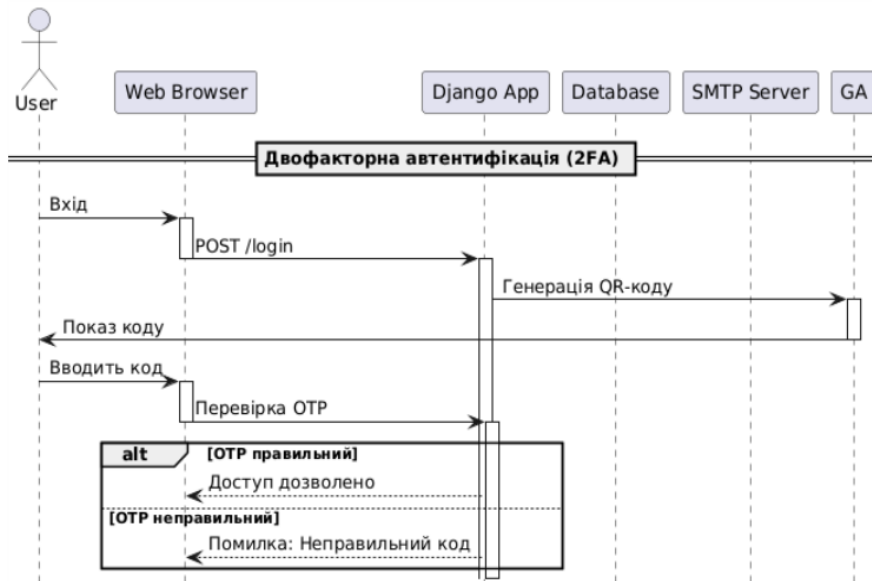 User
Web Browser
Django App
Database
SMTP Server
GA
Двофакторна автентифікація (2FA)
Вхід
POST /login
Генерація QR-коду
Показ коду
Вводить код
Перевірка OTP
alt
[OTP правильний]
Доступ дозволено
[OTP неправильний]
Помилка: Неправильний код